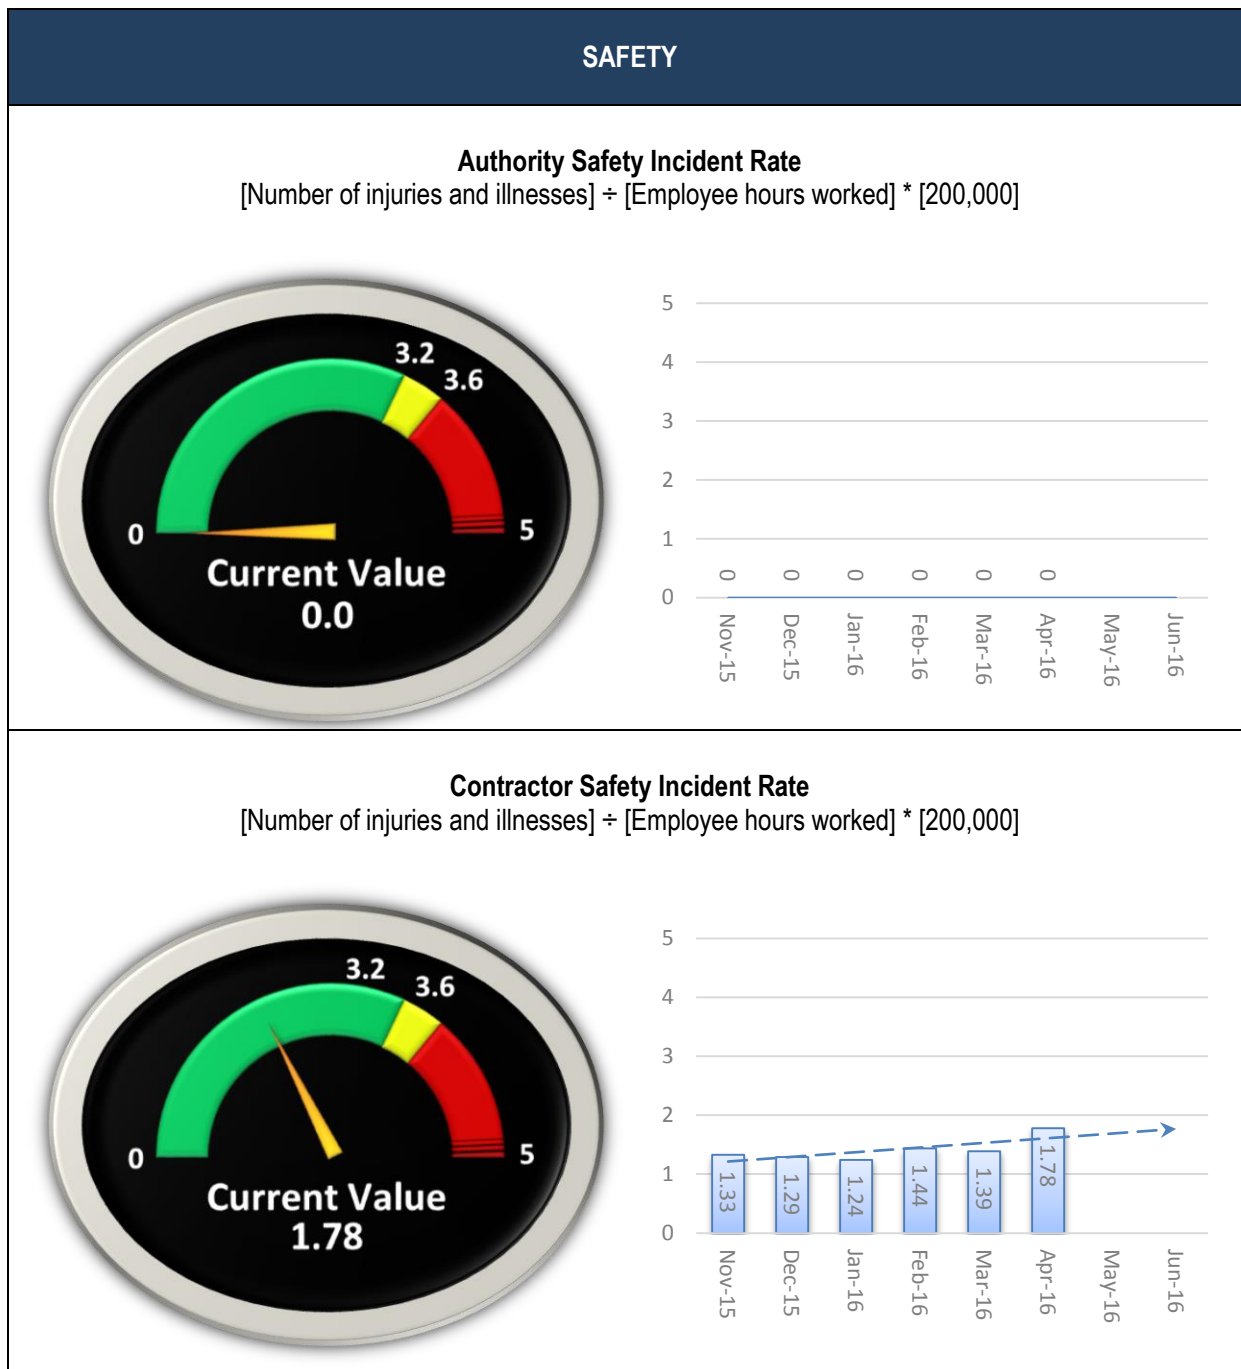 SAFETY
Authority Safety Incident Rate
[Number of injuries and illnesses] ÷ [Employee hours worked] * [200,000]
3.2
3.6
0
5
Current Value
0.0
5
4
3
2
1
0
0 0 0 0 0 0
Nov-15 Dec-15 Jan-16 Feb-16 Mar-16 Apr-16 May-16 Jun-16
Contractor Safety Incident Rate
[Number of injuries and illnesses] ÷ [Employee hours worked] * [200,000]
3.2
3.6
0
5
Current Value
1.78
5
4
3
2
1
0
1.33 1.29 1.24 1.44 1.39 1.78
Nov-15 Dec-15 Jan-16 Feb-16 Mar-16 Apr-16 May-16 Jun-16